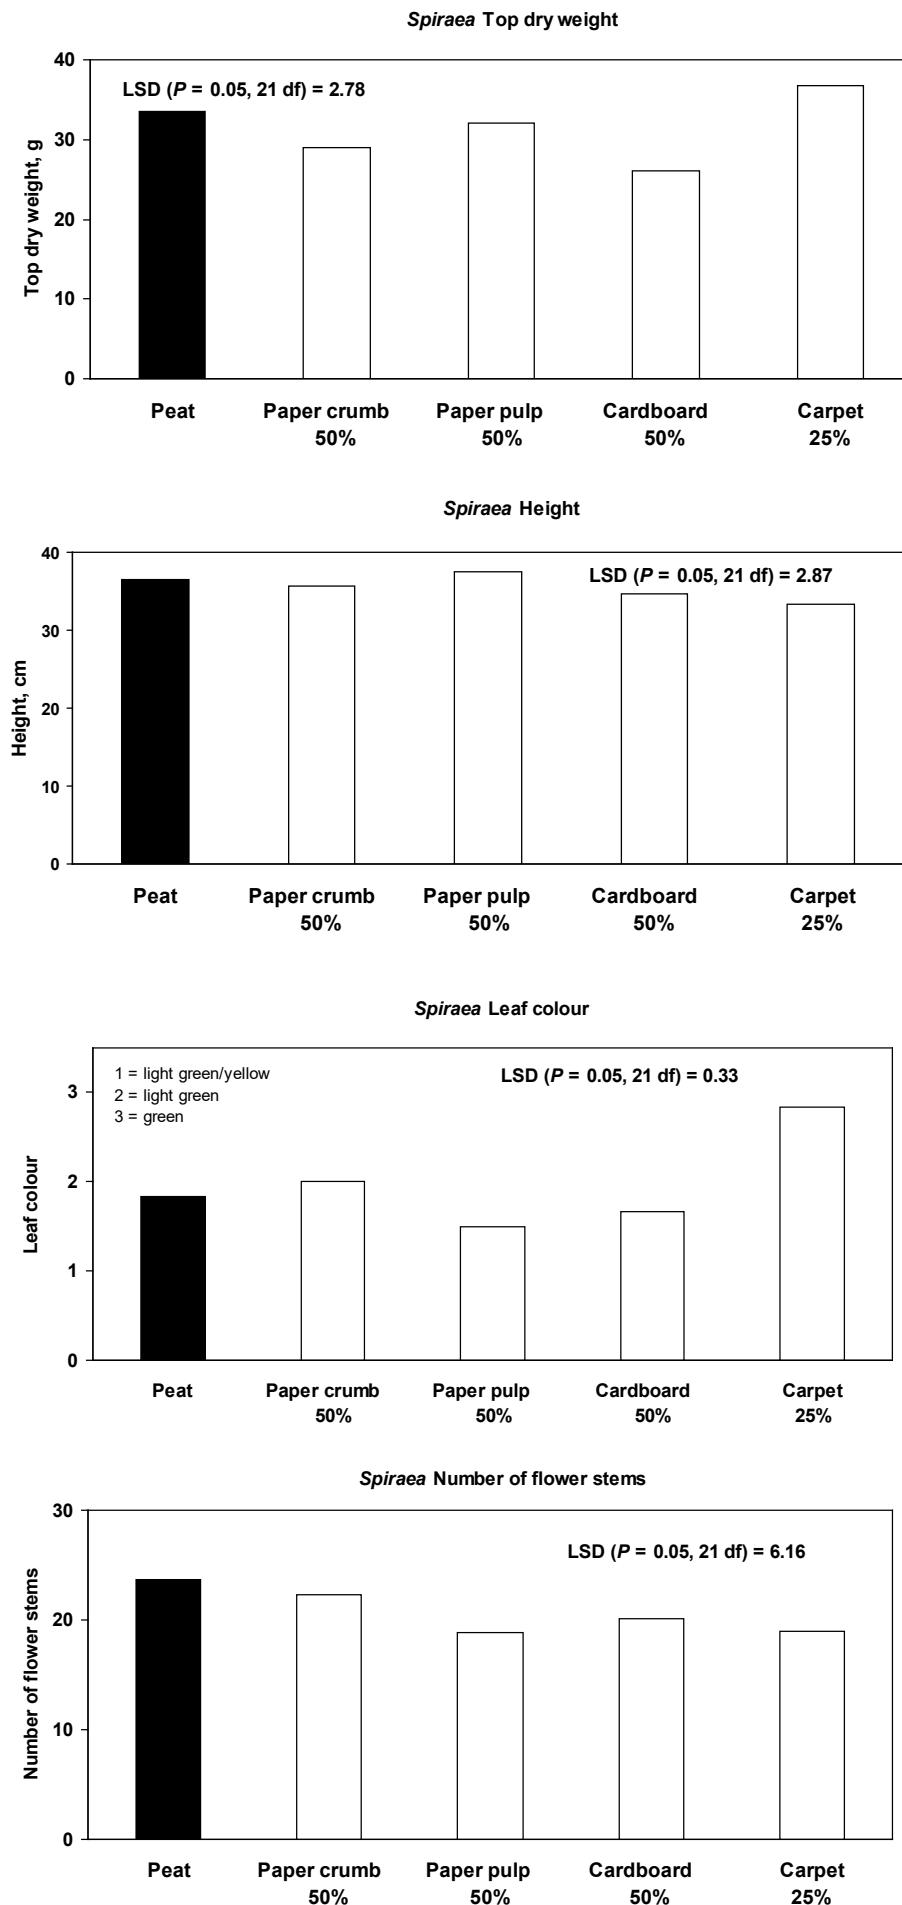 Spiraea Top dry weight
40
LSD (P = 0.05, 21 df) = 2.78
30
Top dry weight, g
20
10
0
Peat Paper crumb Paper pulp Cardboard Carpet
50% 50% 50% 25%
Spiraea Height
40
LSD (P = 0.05, 21 df) = 2.87
30
Height, cm
20
10
0
Peat Paper crumb Paper pulp Cardboard Carpet
50% 50% 50% 25%
Spiraea Leaf colour
1 = light green/yellow
LSD (P = 0.05, 21 df) = 0.33
3
2 = light green
3 = green
Leaf colour
2
1
0
Peat Paper crumb Paper pulp Cardboard Carpet
50% 50% 50% 25%
Spiraea Number of flower stems
30
LSD (P = 0.05, 21 df) = 6.16
Number of flower stems
20
10
0
Peat Paper crumb Paper pulp Cardboard Carpet
50% 50% 50% 25%